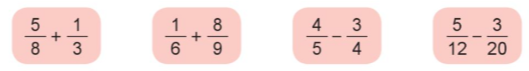 5/8 + 1/3    1/6 + 8/9    4/5 − 3/4    5/12 − 3/20